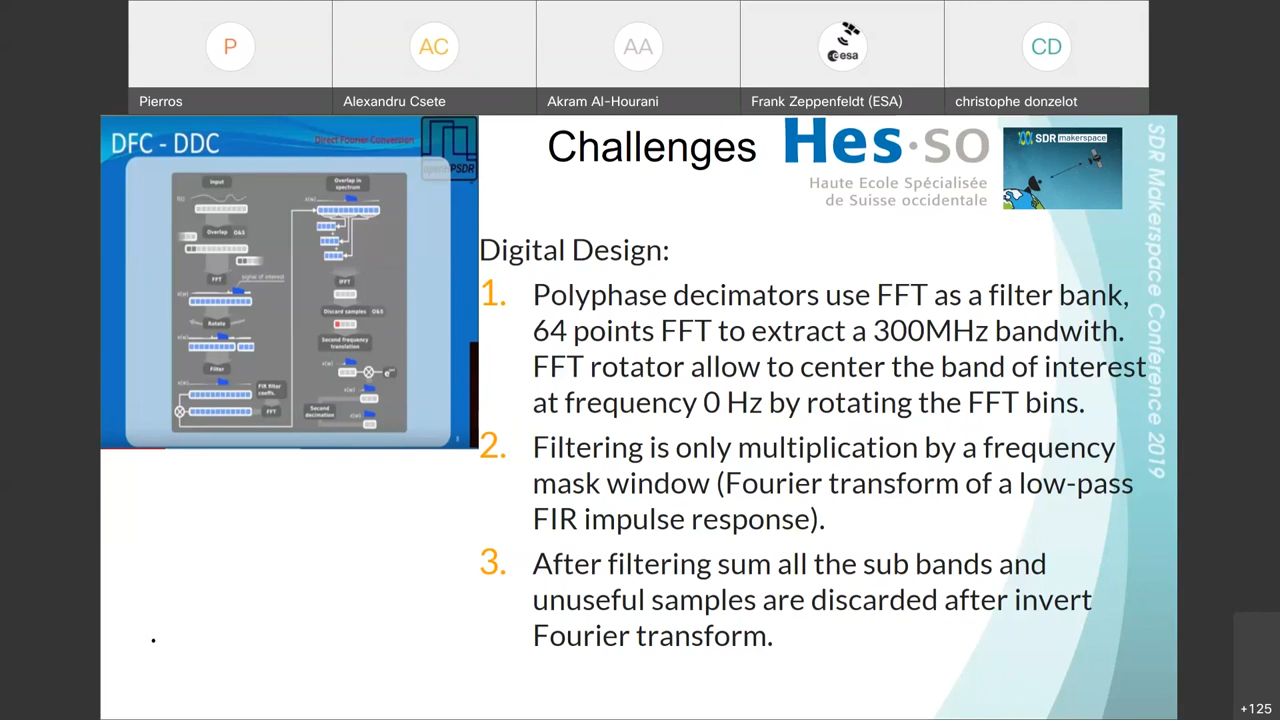 P
AC
AA
esa
CD
Pierros
Alexandru Csete
Akram Al-Hourani
Frank Zeppenfeldt (ESA)
christophe donzelot
DFC - DDC
Direct Fourier Conversion
PSDR
Input
Overlap O&S
FFT
signal of interest
Rotate
Filter
FIR filter
coeffs.
FFT
Overlap in
spectrum
IFFT
Discard samples O&S
Second frequency
translation
Second
decimation
Challenges
Hes·so
Haute Ecole Spécialisée
de Suisse occidentale
SDR makerspace
SDR Makerspace Conference 2019
Digital Design:
1. Polyphase decimators use FFT as a filter bank,
64 points FFT to extract a 300MHz bandwith.
FFT rotator allow to center the band of interest
at frequency 0 Hz by rotating the FFT bins.
2. Filtering is only multiplication by a frequency
mask window (Fourier transform of a low-pass
FIR impulse response).
3. After filtering sum all the sub bands and
unuseful samples are discarded after invert
Fourier transform.
.
+125